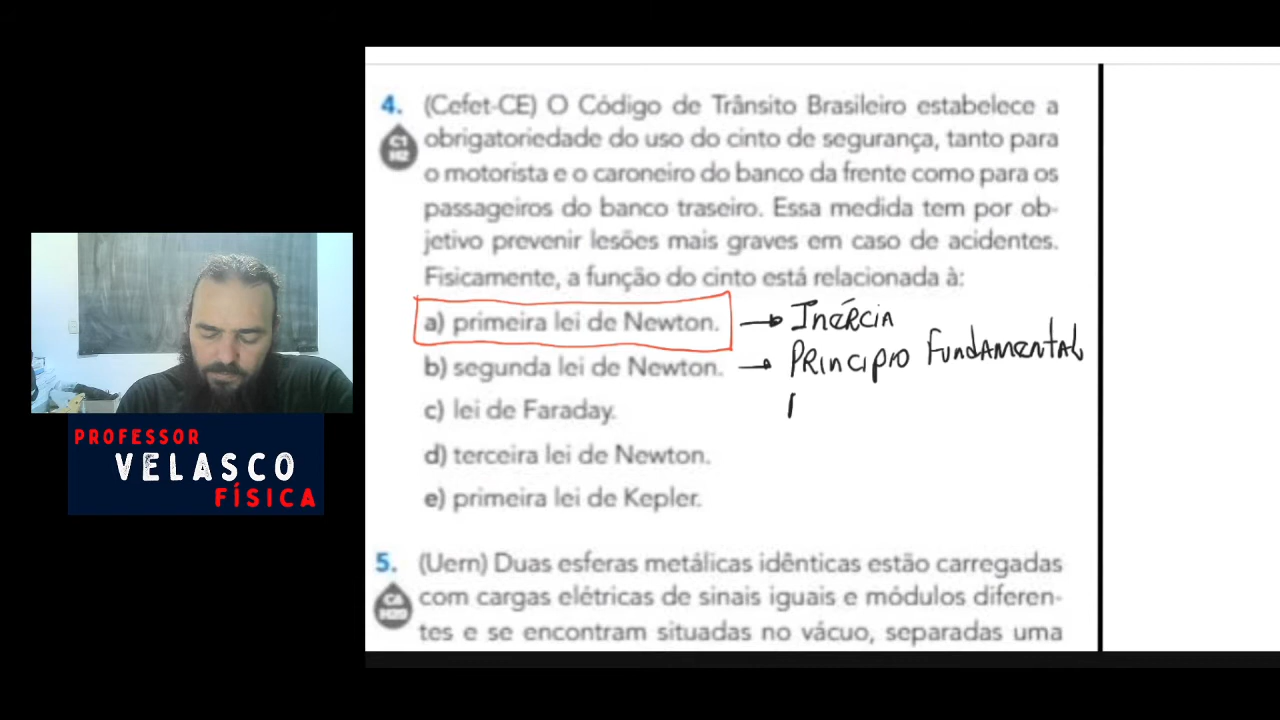 4. (Cefet-CE) O Código de Trânsito Brasileiro estabelece a
obrigatoriedade do uso do cinto de segurança, tanto para
o motorista e o caroneiro do banco da frente como para os
passageiros do banco traseiro. Essa medida tem por ob-
jetivo prevenir lesões mais graves em caso de acidentes.
Fisicamente, a função do cinto está relacionada à:
a) primeira lei de Newton. → INÉRCIA
b) segunda lei de Newton. → PRINCIPIO FUNDAMENTAL
c) lei de Faraday.
d) terceira lei de Newton.
e) primeira lei de Kepler.
5. (Uern) Duas esferas metálicas idênticas estão carregadas
com cargas elétricas de sinais iguais e módulos diferen-
tes e se encontram situadas no vácuo, separadas uma
PROFESSOR
VELASCO
FÍSICA